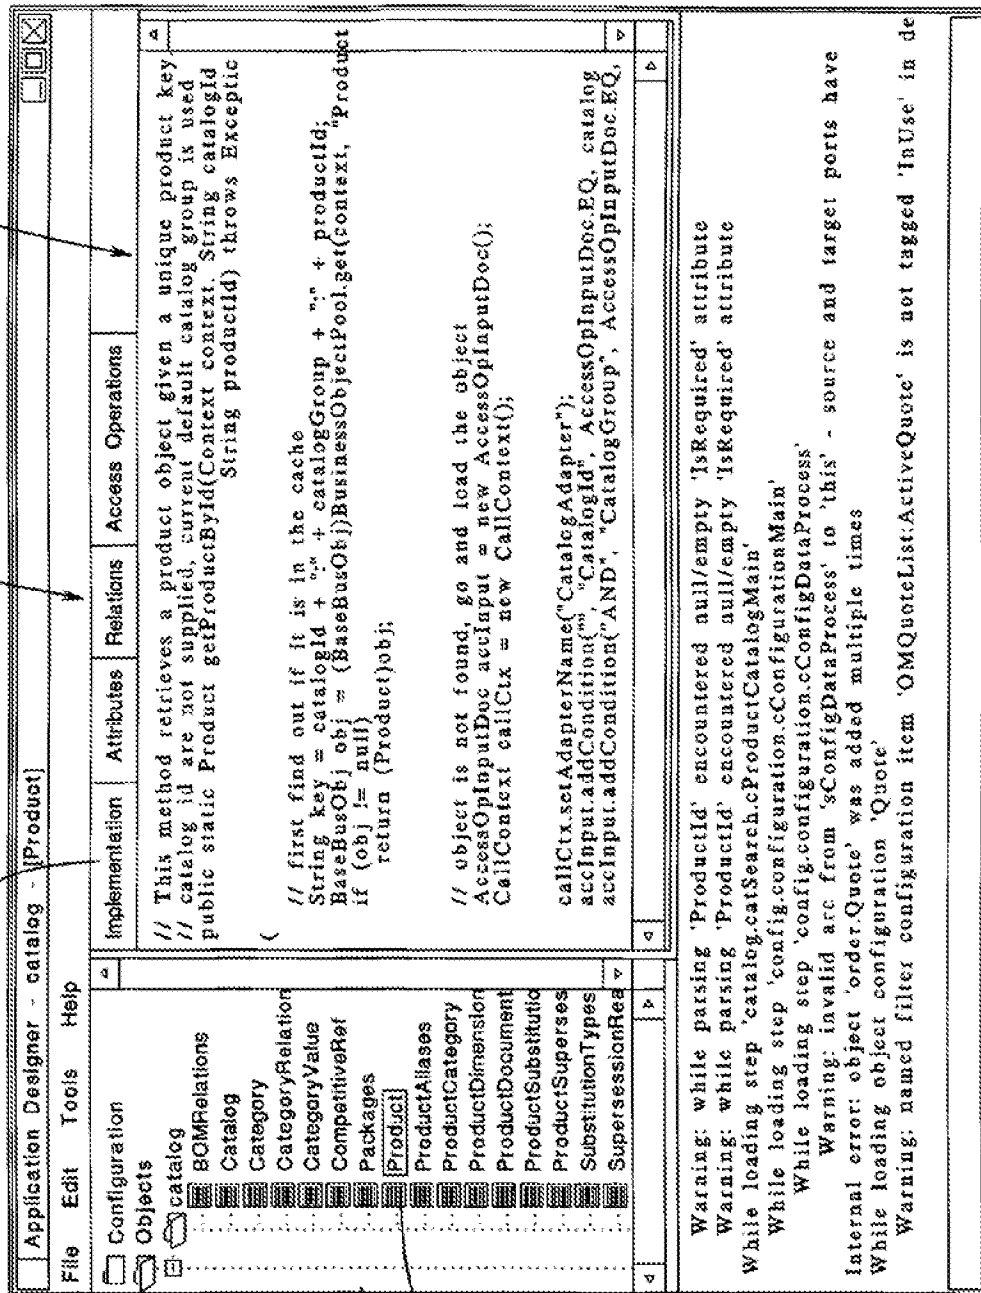 Application Designer - catalog - [Product]
File Edit Tools Help
Configuration
Objects
catalog
BOMRelations
Catalog
Category
CategoryRelation
CategoryValue
CompetitiveRef
Packages
Product
ProductAliases
ProductCategory
ProductDimension
ProductDocument
ProductSubstitutio
ProductSuperses
SubstitutionTypes
SupersessionRea
Implementation Attributes Relations Access Operations
// This method retrieves a product object given a unique product key,
// catalog id are not supplied, current default catalog group is used
public static Product getProductById(Context context, String catalogId
String productId) throws Exceptic
(
// first find out if it is in the cache
String key = catalogId + ":" + catalogGroup + ":" + productId;
BaseBusObj obj = (BaseBusObj)BusinessObjectPool.get(context, "Product
if (obj != null)
return (Product)obj;
// object is not found, go and load the object
AccessOpInputDoc accInput = new AccessOpInputDoc();
CallContext callCtx = new CallContext();
callCtx.setAdapterName("CatalcgAdapter");
accInput.addCondition("", "CatalogId", AccessOpInputDoc.EQ, catalog
accInput.addCondition("AND", "CatalogGroup", AccessOpInputDoc.EQ,
Warning: while parsing 'ProductId' encountered null/empty 'IsRequired' attribute
Warning: while parsing 'ProductId' encountered null/empty 'IsRequired' attribute
While loading step 'catalog.catSearch.cProductCatalogMain'
While loading step 'config.configuration.cConfigurationMain'
While loading step 'config.configuration.cConfigDataProcess'
Warning: invalid arc from 'sConfigDataProcess' to 'this' - source and target ports have
Internal error: object 'order.Quote' was added multiple times
While loading object configuration 'Quote'
Warning: named filter configuration item 'OMQuoteList:ActiveQuote' is not tagged 'InUse' in de